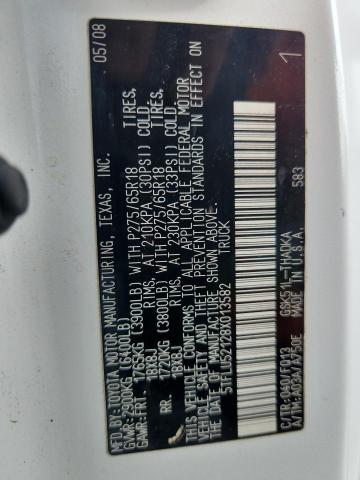 MFD. BY: TOYOTA MOTOR MANUFACTURING, TEXAS, INC. 05/08
GVWR: 2900KG (6400LB)
GAWR: FRT. 1765KG (3900LB) WITH P275/65R18 TIRES,
18X8J RIMS, AT 210KPA (30PSI) COLD
RR. 1720KG (3800LB) WITH P275/65R18 TIRES,
18X8J RIMS, AT 230KPA (33PSI) COLD
THIS VEHICLE CONFORMS TO ALL APPLICABLE FEDERAL MOTOR
VEHICLE SAFETY AND THEFT PREVENTION STANDARDS IN EFFECT ON
THE DATE OF MANUFACTURE SHOWN ABOVE.
TRUCK
583
C/TR: 040/FB13
A/TM: A03A/A750E
MADE IN U.S.A.
1